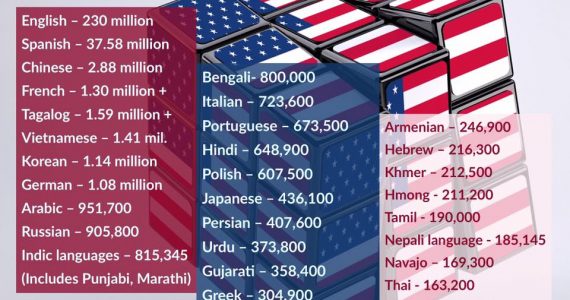 English – 230 million
Spanish – 37.58 million
Chinese – 2.88 million
French – 1.30 million +
Tagalog – 1.59 million +
Vietnamese – 1.41 mil.
Korean – 1.14 million
German – 1.08 million
Arabic – 951,700
Russian – 905,800
Indic languages – 815,345
(Includes Punjabi, Marathi)
Bengali- 800,000
Italian – 723,600
Portuguese – 673,500
Hindi – 648,900
Polish – 607,500
Japanese – 436,100
Persian – 407,600
Urdu – 373,800
Gujarati – 358,400
Greek – 304,900
Armenian – 246,900
Hebrew – 216,300
Khmer – 212,500
Hmong – 211,200
Tamil - 190,000
Nepali language - 185,145
Navajo – 169,300
Thai - 163,200